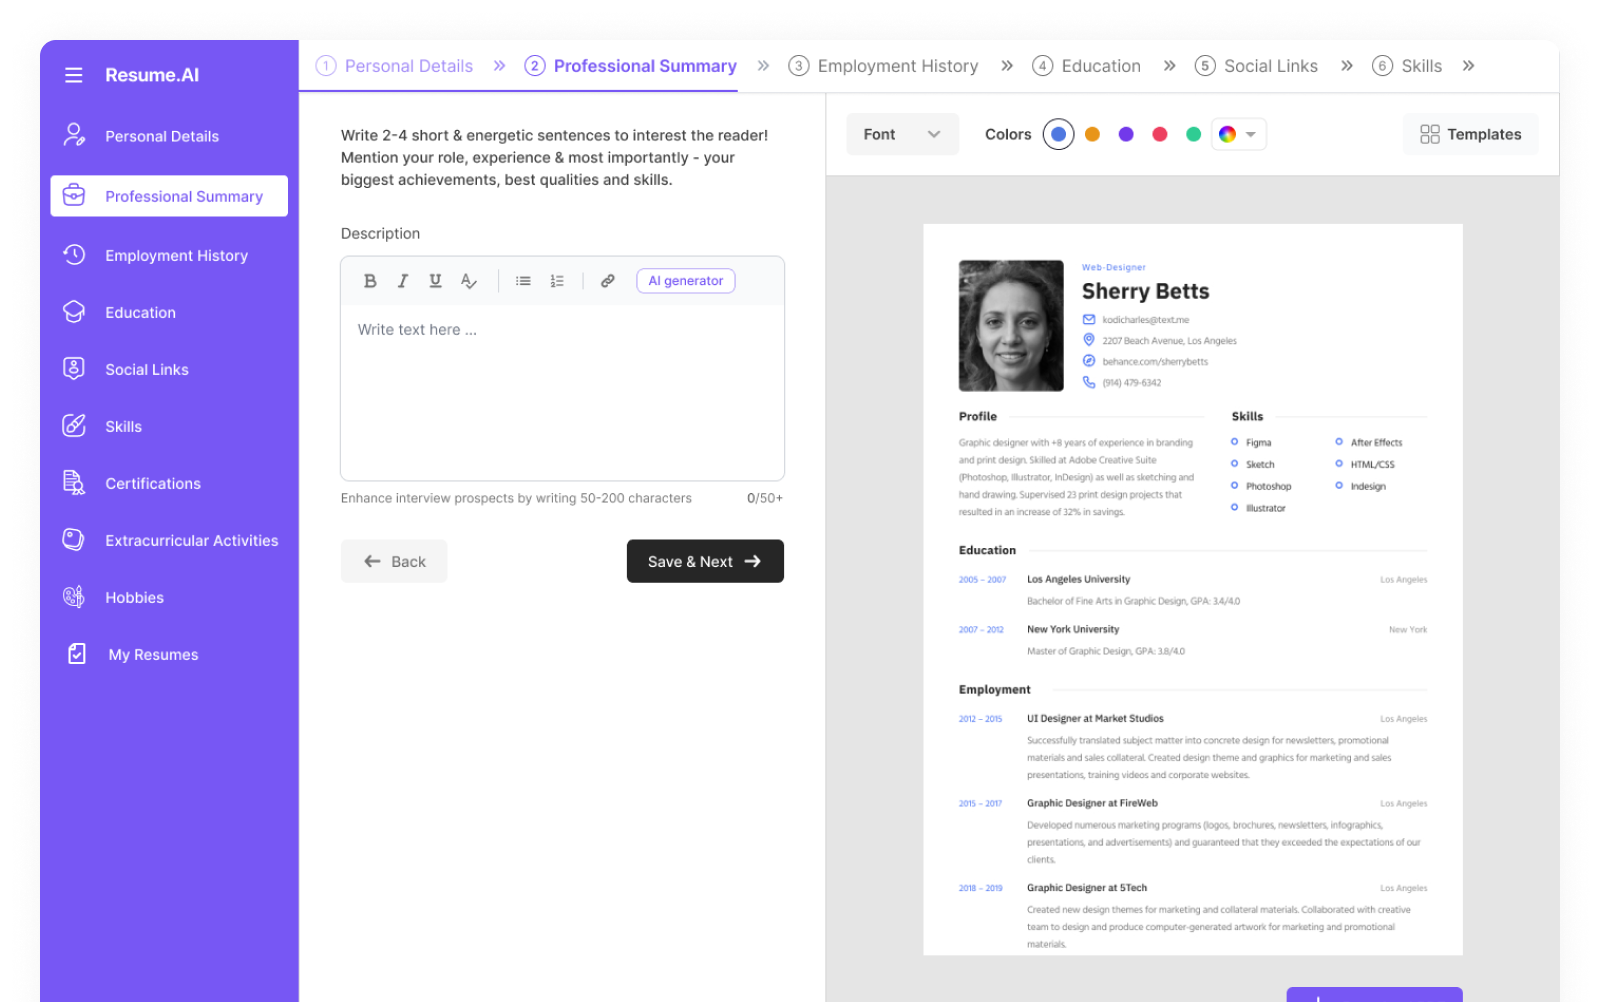 Resume.AI
Personal Details
Professional Summary
Employment History
Education
Social Links
Skills
Certifications
Extracurricular Activities
Hobbies
My Resumes
1 Personal Details » 2 Professional Summary » 3 Employment History » 4 Education » 5 Social Links » 6 Skills »
Write 2-4 short & energetic sentences to interest the reader!
Mention your role, experience & most importantly - your
biggest achievements, best qualities and skills.
Description
B I U A AI generator
Write text here ...
Enhance interview prospects by writing 50-200 characters 0/50+
Back
Save & Next
Font
Colors
Templates
Web-Designer
Sherry Betts
kodicharles@text.me
2207 Beach Avenue, Los Angeles
behance.com/sherrybetts
(914) 479-6342
Profile
Graphic designer with +8 years of experience in branding
and print design. Skilled at Adobe Creative Suite
(Photoshop, Illustrator, InDesign) as well as sketching and
hand drawing. Supervised 23 print design projects that
resulted in an increase of 32% in savings.
Skills
Figma
Sketch
Photoshop
Illustrator
After Effects
HTML/CSS
Indesign
Education
2005 – 2007 Los Angeles University Los Angeles
Bachelor of Fine Arts in Graphic Design, GPA: 3.4/4.0
2007 – 2012 New York University New York
Master of Graphic Design, GPA: 3.8/4.0
Employment
2012 – 2015 UI Designer at Market Studios Los Angeles
Successfully translated subject matter into concrete design for newsletters, promotional
materials and sales collateral. Created design theme and graphics for marketing and sales
presentations, training videos and corporate websites.
2015 – 2017 Graphic Designer at FireWeb Los Angeles
Developed numerous marketing programs (logos, brochures, newsletters, infographics,
presentations, and advertisements) and guaranteed that they exceeded the expectations of our
clients.
2018 – 2019 Graphic Designer at 5Tech Los Angeles
Created new design themes for marketing and collateral materials. Collaborated with creative
team to design and produce computer-generated artwork for marketing and promotional
materials.